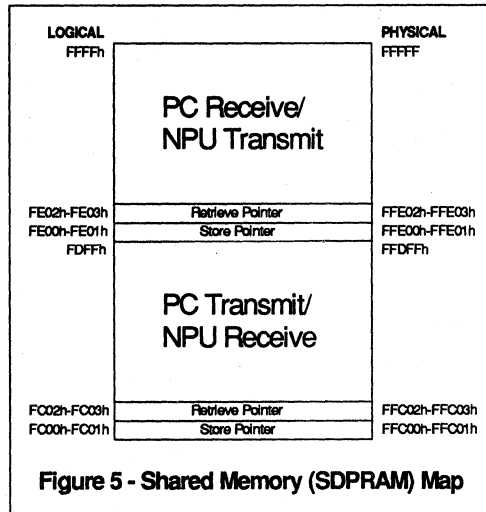 LOGICAL PHYSICAL
FFFFh FFFFF
PC Receive/
NPU Transmit
FE02h-FE03h Retrieve Pointer FFE02h-FFE03h
FE00h-FE01h Store Pointer FFE00h-FFE01h
FDFFh FFDFFh
PC Transmit/
NPU Receive
FC02h-FC03h Retrieve Pointer FFC02h-FFC03h
FC00h-FC01h Store Pointer FFC00h-FFC01h
Figure 5 - Shared Memory (SDPRAM) Map